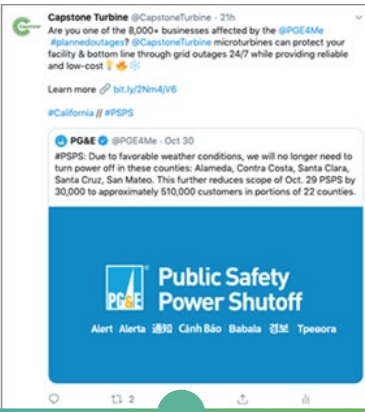 Capstone
Capstone Turbine @CapstoneTurbine · 21h
Are you one of the 8,000+ businesses affected by the @PGE4Me
#plannedoutages? @CapstoneTurbine microturbines can protect your
facility & bottom line through grid outages 24/7 while providing reliable
and low-cost💡🔥❄️
Learn more 🔗 bit.ly/2Nm4jV6
#California // #PSPS
PG&E @PGE4Me · Oct 30
#PSPS: Due to favorable weather conditions, we will no longer need to
turn power off in these counties: Alameda, Contra Costa, Santa Clara,
Santa Cruz, San Mateo. This further reduces scope of Oct. 29 PSPS by
30,000 to approximately 510,000 customers in portions of 22 counties.
PG&E®
Public Safety
Power Shutoff
Alert Alerta 通知 Cảnh Báo Babala 경보 Тревога
2